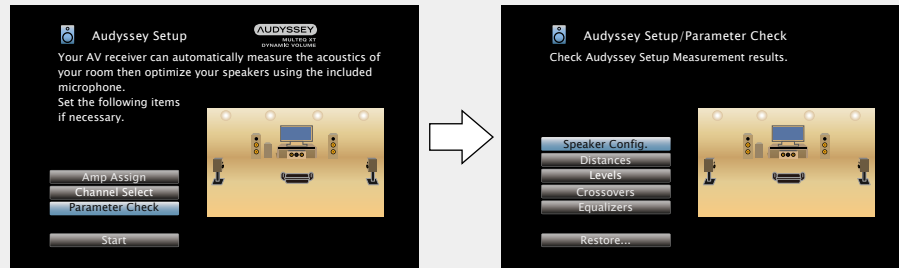 Audyssey Setup
AUDYSSEY
MULTEQ XT
DYNAMIC VOLUME
Your AV receiver can automatically measure the acoustics of
your room then optimize your speakers using the included
microphone.
Set the following items
if necessary.
Amp Assign
Channel Select
Parameter Check
Start
Audyssey Setup/Parameter Check
Check Audyssey Setup Measurement results.
Speaker Config.
Distances
Levels
Crossovers
Equalizers
Restore...